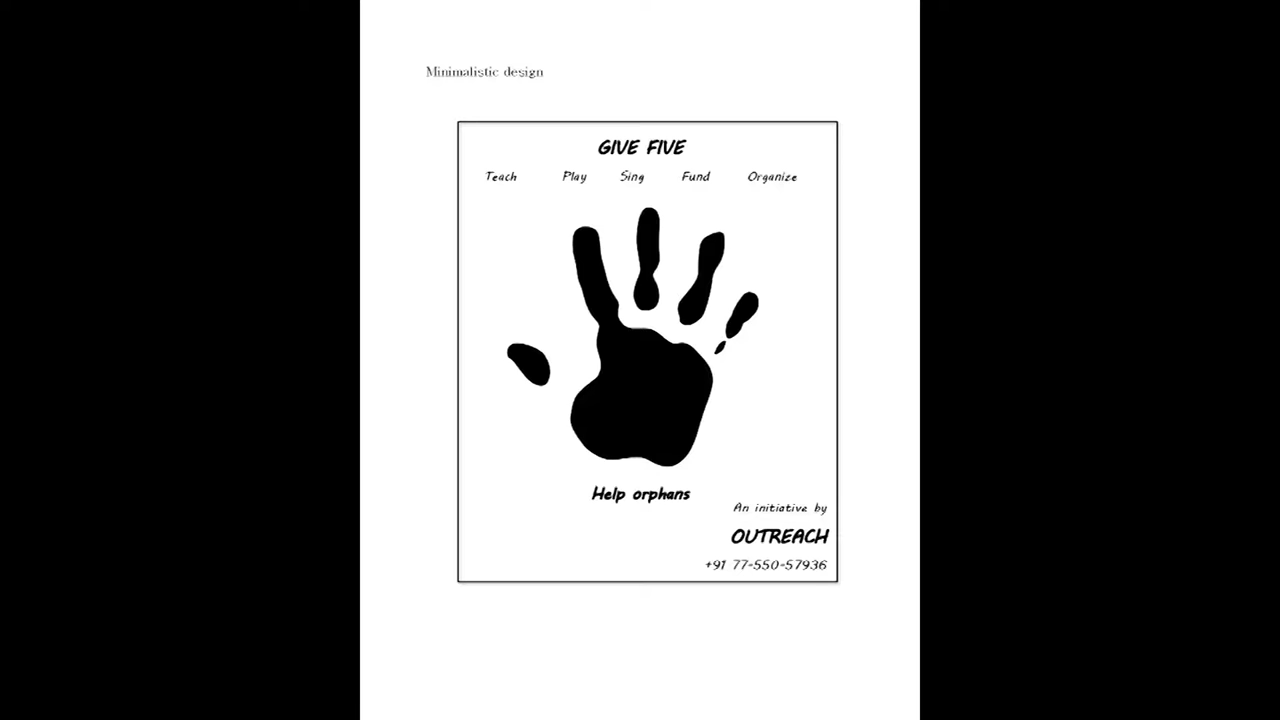 Minimalistic design
GIVE FIVE
Teach Play Sing Fund Organize
Help orphans
An initiative by
OUTREACH
+91 77-550-57936